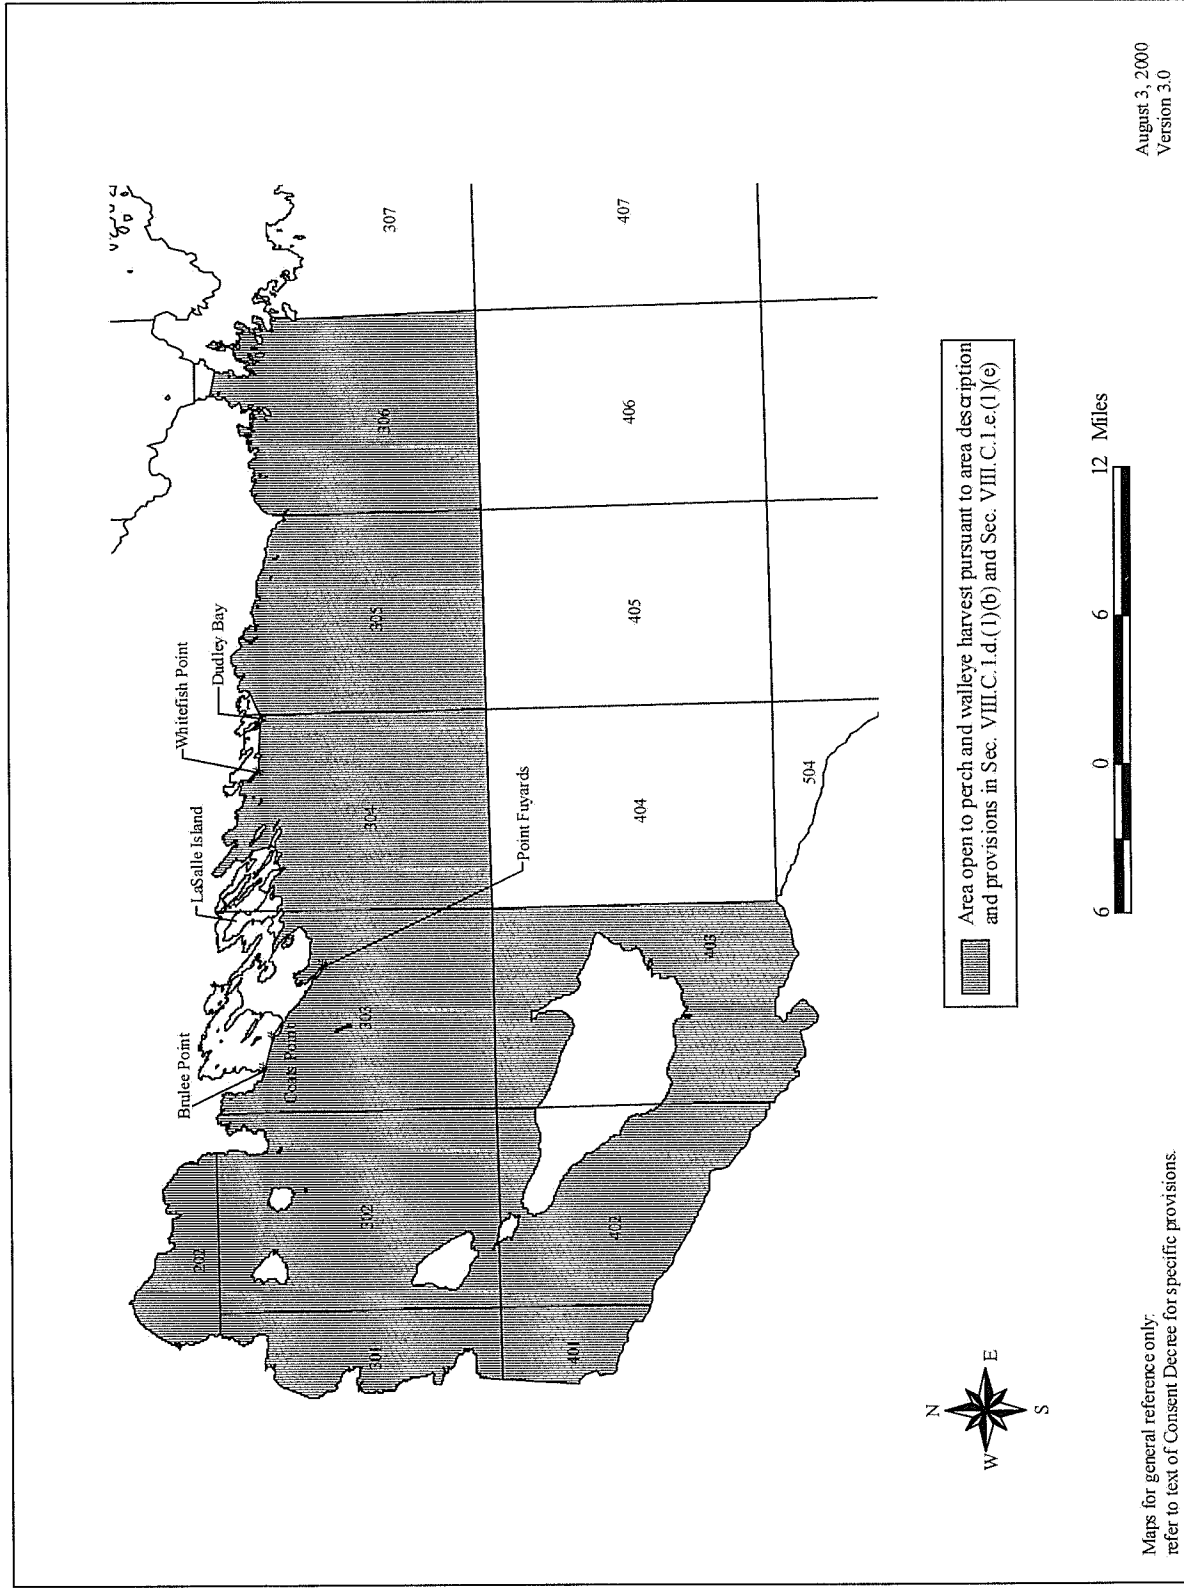 Brulee Point
LaSalle Island
Whitefish Point
Dudley Bay
Coats Point
Point Fuyards
202
301
302
303
304
305
306
307
401
402
403
404
405
406
407
504
Area open to perch and walleye harvest pursuant to area description
and provisions in Sec. VIII.C.1.d.(1)(b) and Sec. VIII.C.1.e.(1)(e)
N
W
E
S
6
0
6
12 Miles
Maps for general reference only:
refer to text of Consent Decree for specific provisions.
August 3, 2000
Version 3.0